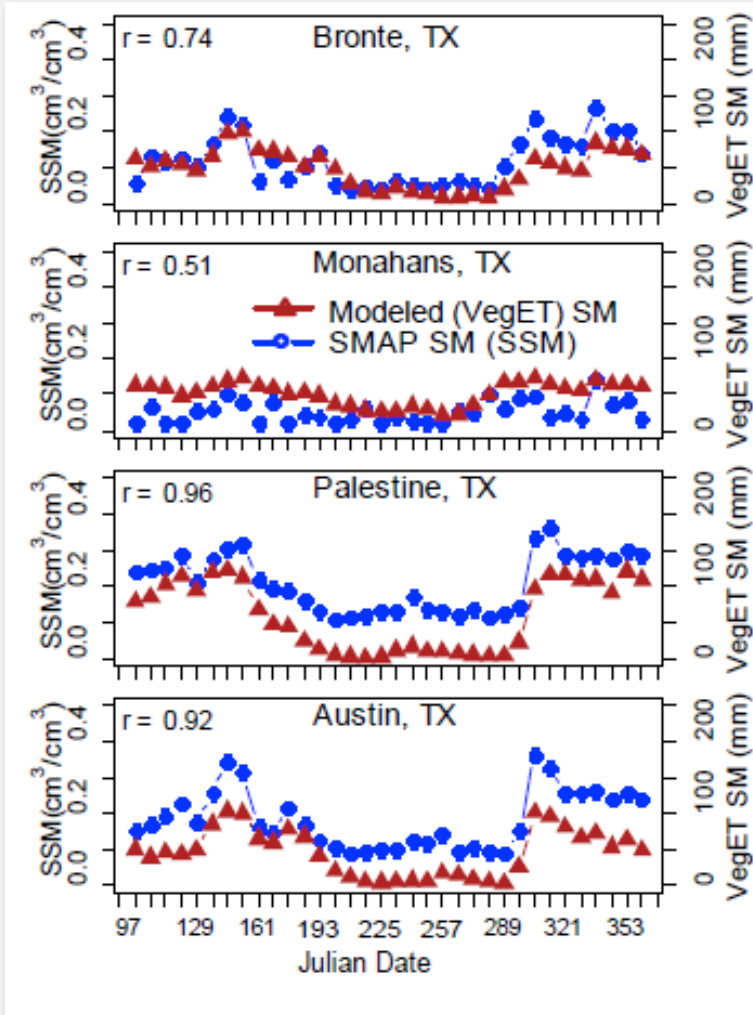 r = 0.74 Bronte, TX
SSM(cm³/cm³)
0.0 0.2 0.4
VegET SM (mm)
0 100 200
r = 0.51 Monahans, TX
Modeled (VegET) SM
SMAP SM (SSM)
SSM(cm³/cm³)
0.0 0.2 0.4
VegET SM (mm)
0 100 200
r = 0.96 Palestine, TX
SSM(cm³/cm³)
0.0 0.2 0.4
VegET SM (mm)
0 100 200
r = 0.92 Austin, TX
SSM(cm³/cm³)
0.0 0.2 0.4
VegET SM (mm)
0 100 200
97 129 161 193 225 257 289 321 353
Julian Date